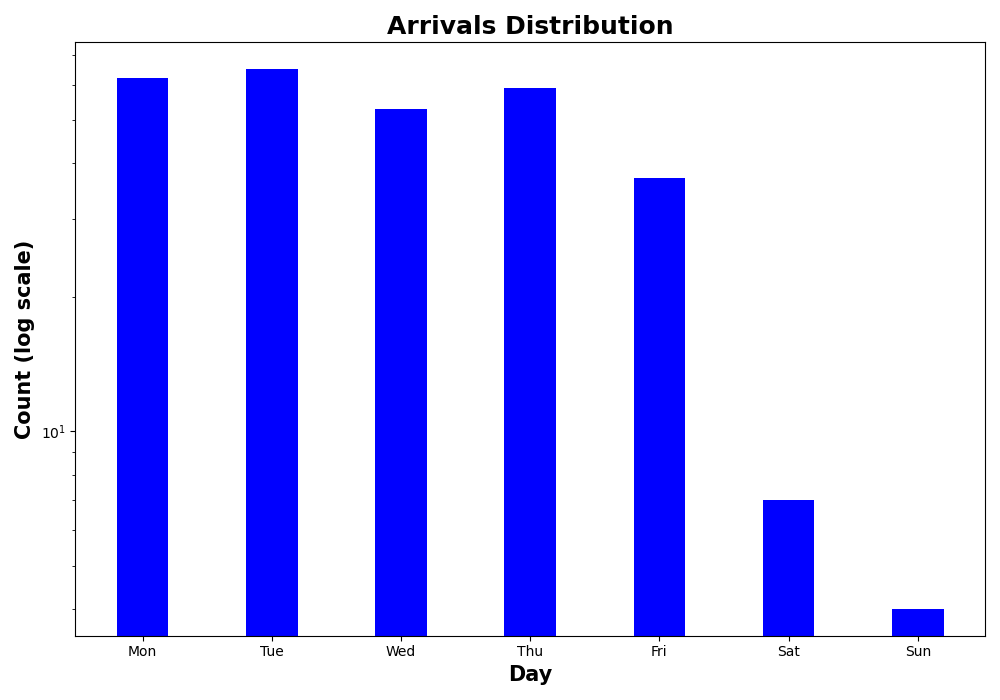 Arrivals Distribution
Count (log scale)
10¹
Mon Tue Wed Thu Fri Sat Sun
Day